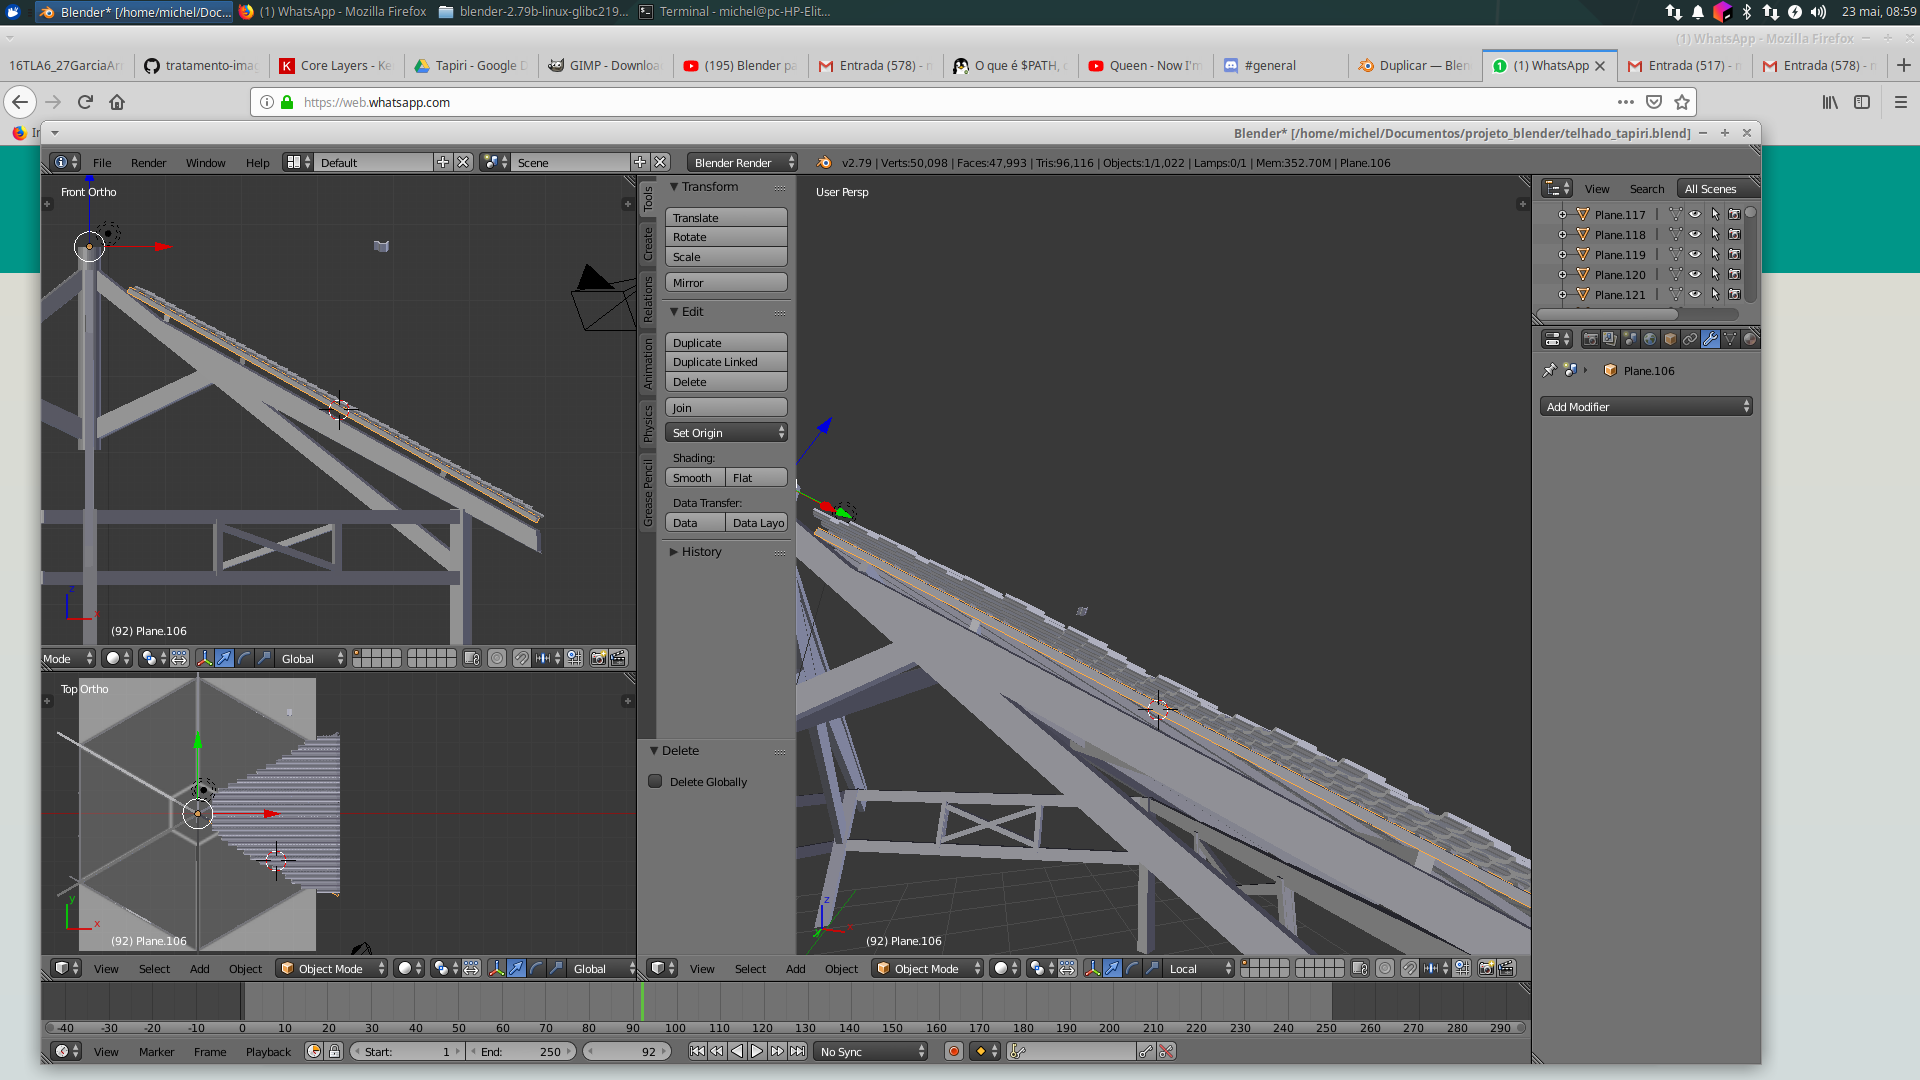 Blender* [/home/michel/Doc...
(1) WhatsApp - Mozilla Firefox
blender-2.79b-linux-glibc219...
Terminal - michel@pc-HP-Elit...
23 mai, 08:59
(1) WhatsApp - Mozilla Firefox
16TLA6_27GarciaAr
tratamento-ima
Core Layers - Ke
Tapiri - Google D
GIMP - Downloa
(195) Blender pa
Entrada (578) - m
O que é $PATH, c
Queen - Now I'm
#general
Duplicar — Blen
(1) WhatsApp
Entrada (517) - m
Entrada (578) - m
https://web.whatsapp.com
Blender* [/home/michel/Documentos/projeto_blender/telhado_tapiri.blend]
File
Render
Window
Help
Default
Scene
Blender Render
v2.79 | Verts:50,098 | Faces:47,993 | Tris:96,116 | Objects:1/1,022 | Lamps:0/1 | Mem:352.70M | Plane.106
Front Ortho
(92) Plane.106
Mode
Global
Top Ortho
(92) Plane.106
View
Select
Add
Object
Object Mode
Global
Tools
Create
Relations
Animation
Physics
Grease Pencil
Transform
Translate
Rotate
Scale
Mirror
Edit
Duplicate
Duplicate Linked
Delete
Join
Set Origin
Shading:
Smooth
Flat
Data Transfer:
Data
Data Layo
History
Delete
Delete Globally
User Persp
(92) Plane.106
View
Select
Add
Object
Object Mode
Local
View
Search
All Scenes
Plane.117
Plane.118
Plane.119
Plane.120
Plane.121
Plane.106
Add Modifier
-40 -30 -20 -10 0 10 20 30 40 50 60 70 80 90 100 110 120 130 140 150 160 170 180 190 200 210 220 230 240 250 260 270 280 290
View
Marker
Frame
Playback
Start: 1
End: 250
92
No Sync